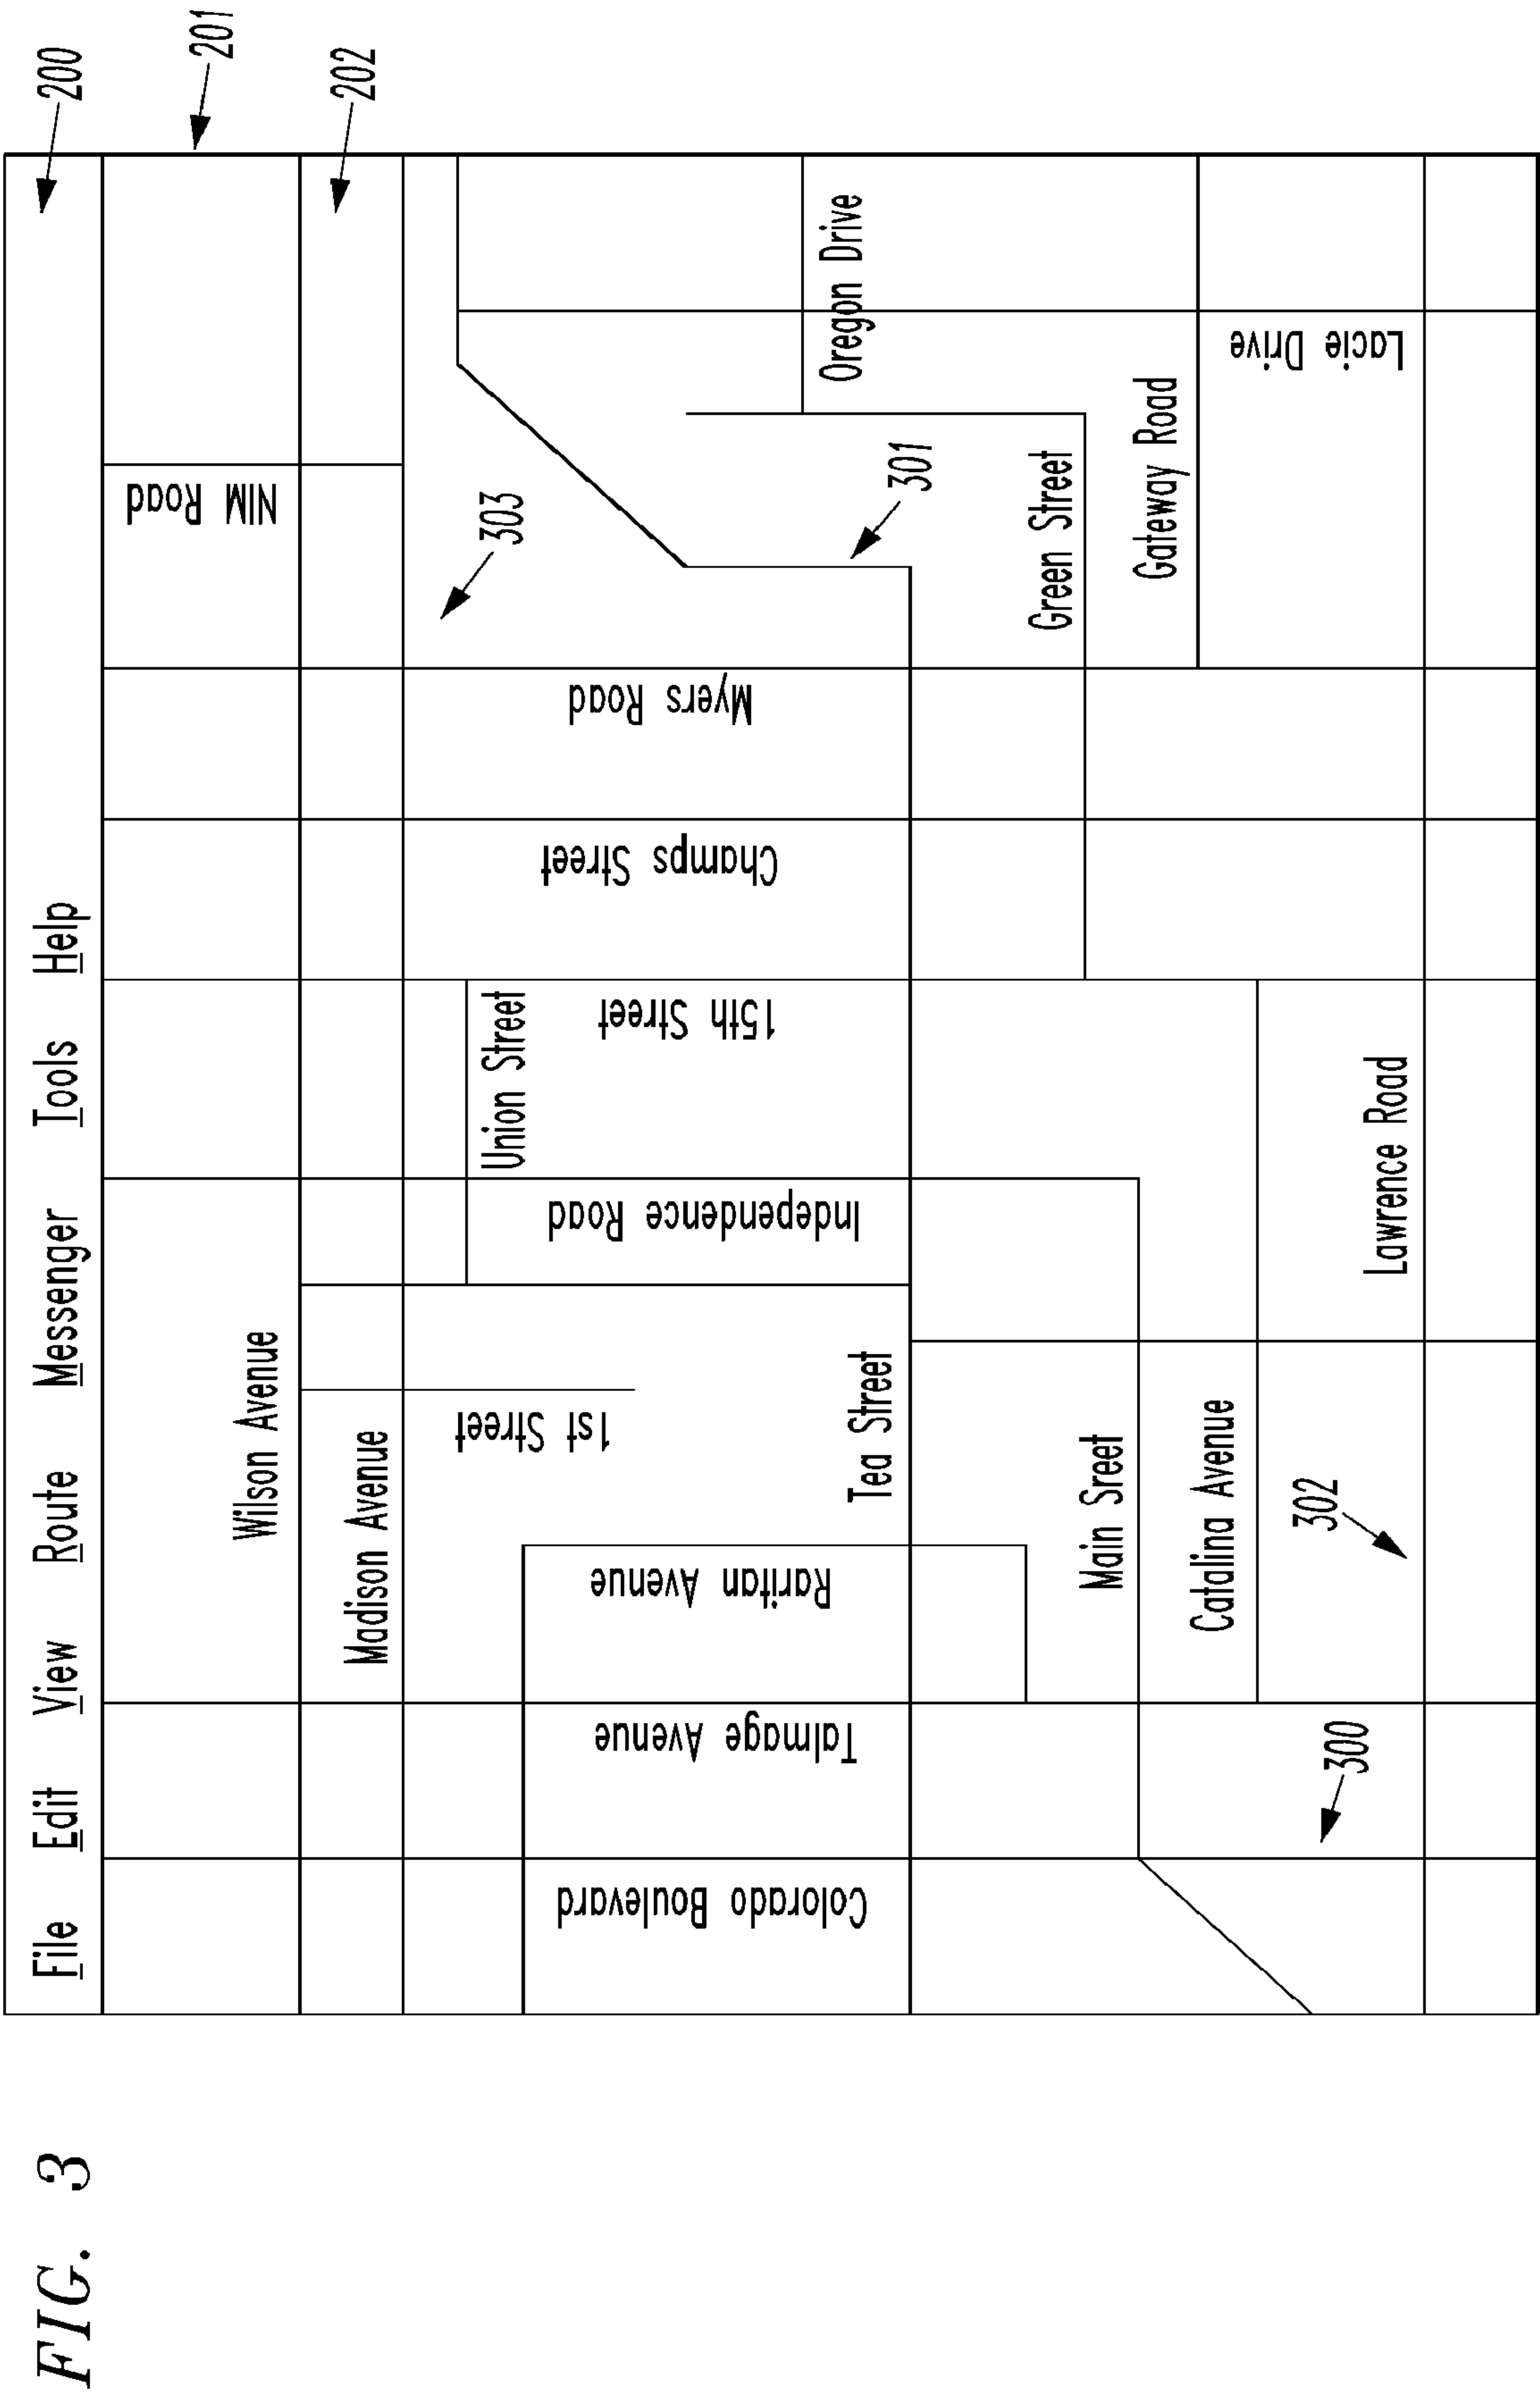 FIG. 3
File Edit View Route Messenger Tools Help
200
201
202
NIM Road
Wilson Avenue
Madison Avenue
303
Union Street
1st Street
Colorado Boulevard
Talmage Avenue
Raritan Avenue
Independence Road
15th Street
Champs Street
Myers Road
Oregon Drive
Tea Street
301
Green Street
Main Sreet
Gateway Road
Catalina Avenue
Lacie Drive
302
300
Lawrence Road